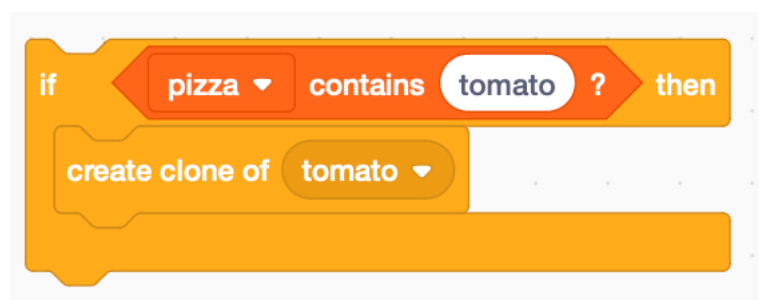 if pizza contains tomato ? then
create clone of tomato